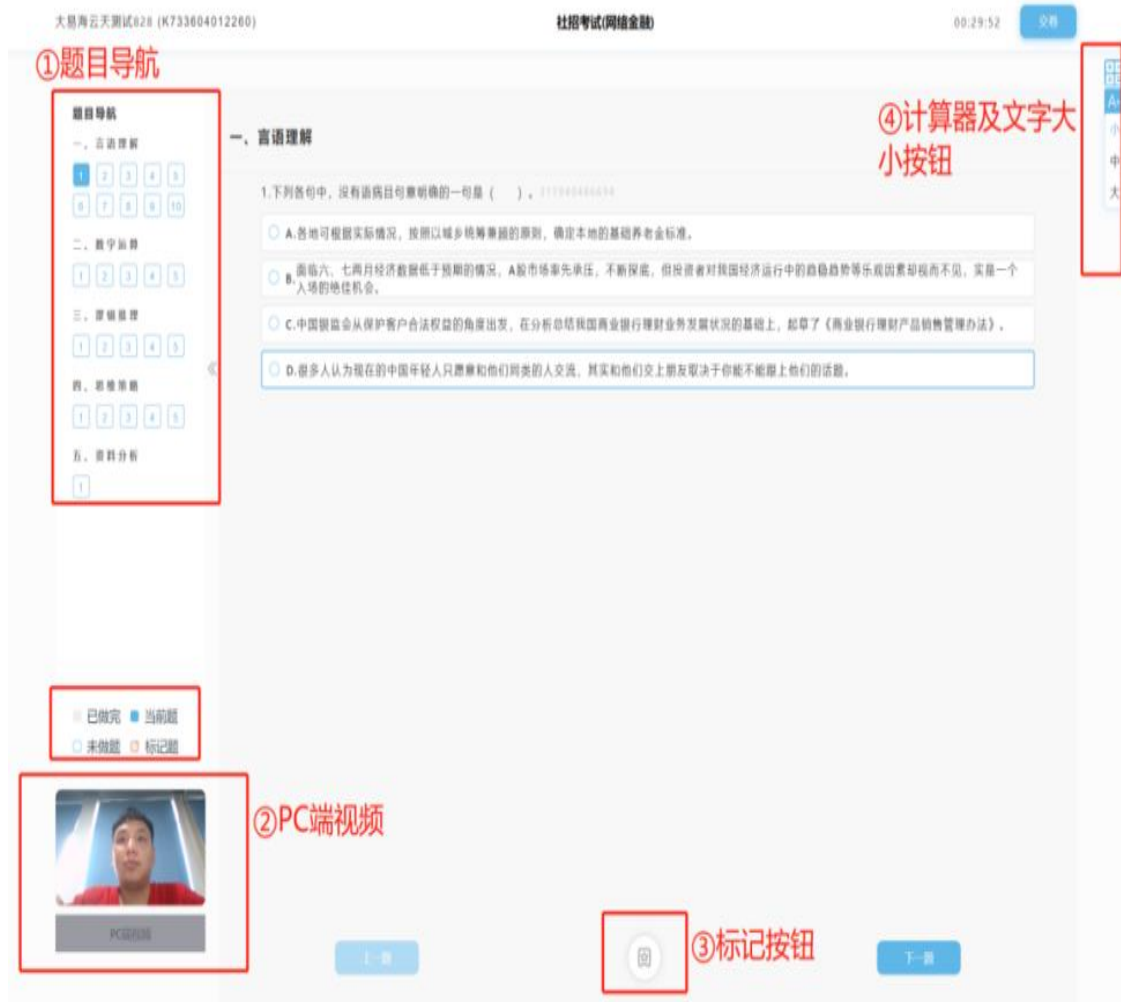 大易海云天测试828 (K733604012260)
社招考试(网络金融)
00:29:52
交卷
①题目导航
题目导航
一、言语理解
1 2 3 4 5
6 7 8 9 10
二、数字运算
1 2 3 4 5
三、逻辑推理
1 2 3 4 5
四、思维策略
1 2 3 4 5
五、资料分析
1
一、言语理解
1.下列各句中，没有语病且句意明确的一句是（ ）。
A.各地可根据实际情况，按照以城乡统筹兼顾的原则，确定本地的基础养老金标准。
B.面临六、七两月经济数据低于预期的情况，A股市场率先承压，不断探底，但投资者对我国经济运行中的趋稳趋势等乐观因素却视而不见，实是一个
入场的绝佳机会。
C.中国银监会从保护客户合法权益的角度出发，在分析总结我国商业银行理财业务发展状况的基础上，起草了《商业银行理财产品销售管理办法》。
D.很多人认为现在的中国年轻人只愿意和他们同类的人交流，其实和他们交上朋友取决于你能不能跟上他们的话题。
④计算器及文字大
小按钮
小
中
大
已做完 当前题
未做题 标记题
②PC端视频
PC端视频
上一题
③标记按钮
下一题